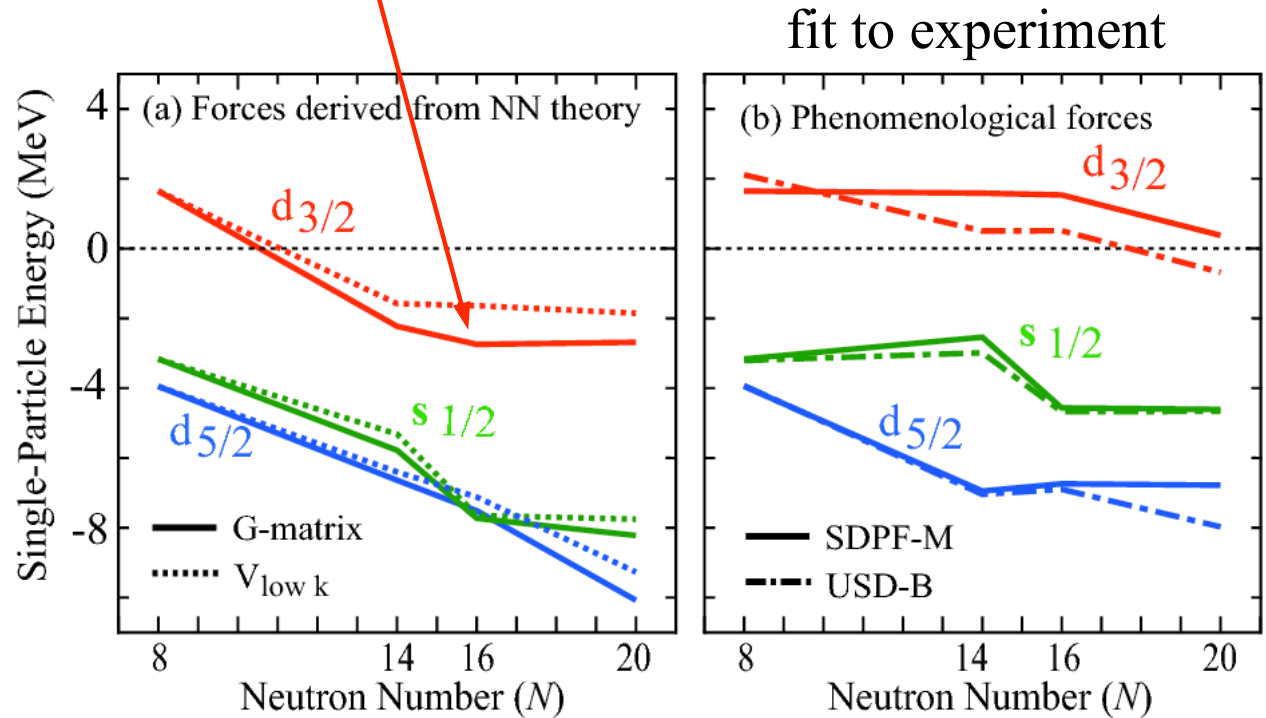 fit to experiment
Single-Particle Energy (MeV)
(a) Forces derived from NN theory
4
0
-4
-8
d3/2
s 1/2
d5/2
G-matrix
Vlow k
8 14 16 20
Neutron Number (N)
(b) Phenomenological forces
d3/2
s 1/2
d5/2
SDPF-M
USD-B
8 14 16 20
Neutron Number (N)